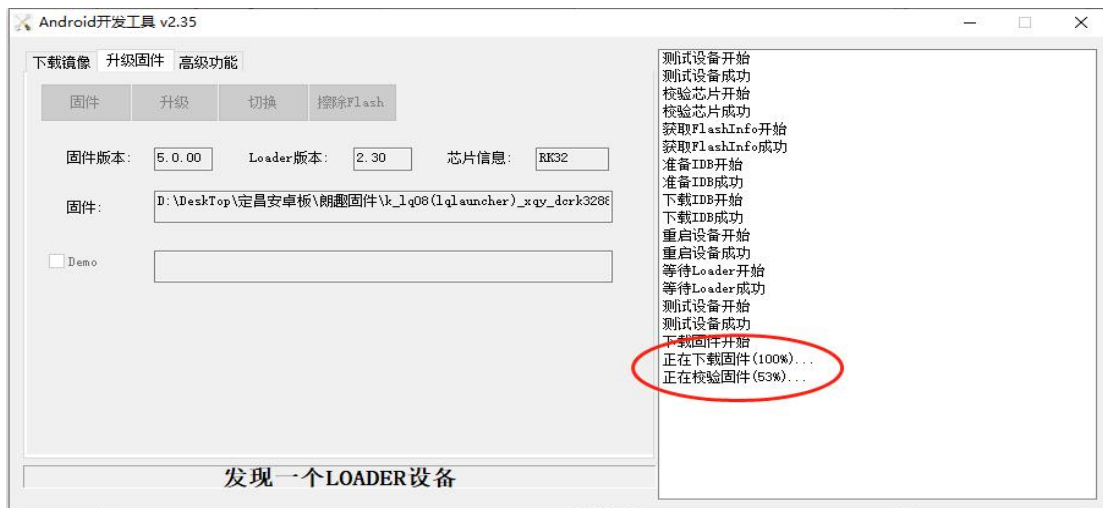 Android开发工具 v2.35
下载镜像 升级固件 高级功能
固件 升级 切换 擦除Flash
固件版本: 5.0.00 Loader版本: 2.30 芯片信息: RK32
固件: D:\DeskTop\定昌安卓板\朗趣固件\k_lq08(lqlauncher)_xqy_dcrk3288
Demo
发现一个LOADER设备
测试设备开始
测试设备成功
校验芯片开始
校验芯片成功
获取FlashInfo开始
获取FlashInfo成功
准备IDB开始
准备IDB成功
下载IDB开始
下载IDB成功
重启设备开始
重启设备成功
等待Loader开始
等待Loader成功
测试设备开始
测试设备成功
下载固件开始
正在下载固件(100%)...
正在校验固件(53%)...